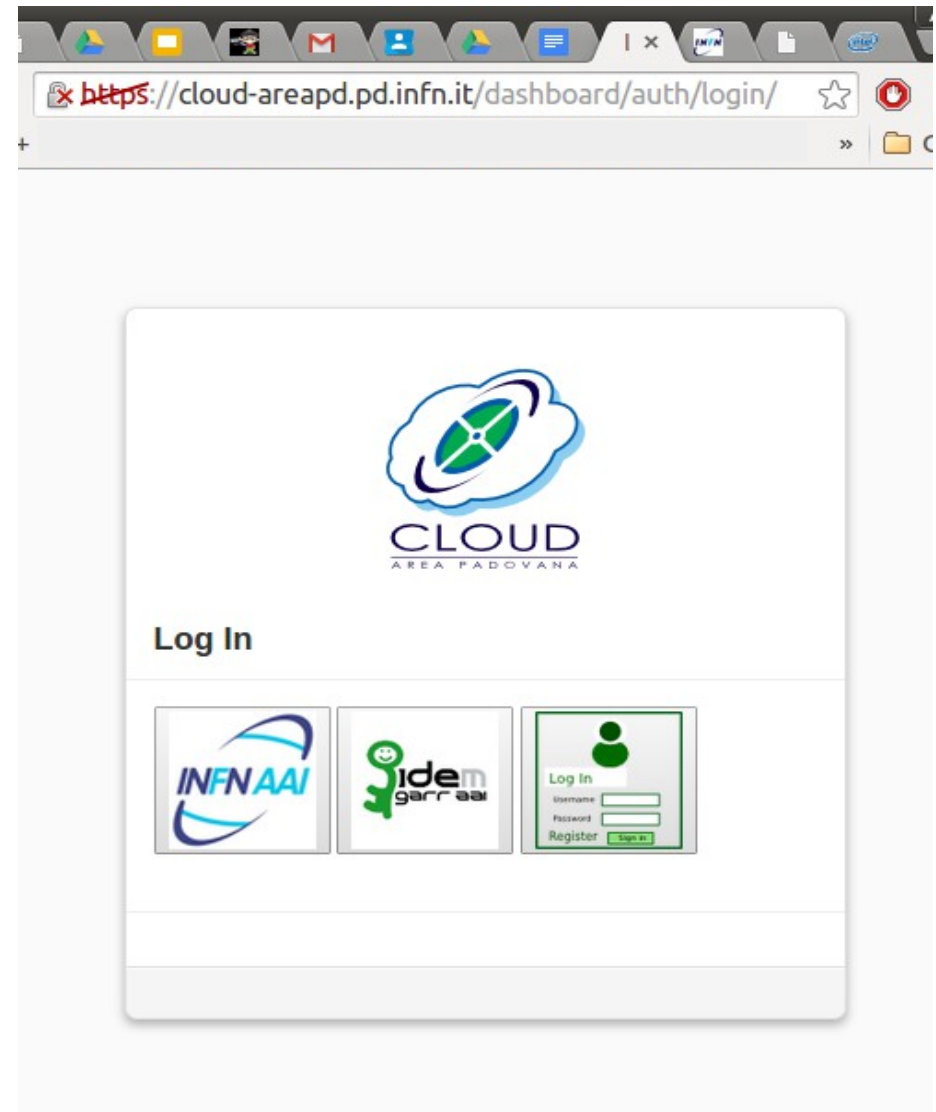 https://cloud-areapd.pd.infn.it/dashboard/auth/login/
CLOUD
AREA PADOVANA
Log In
INFN AAI
idem
garr aai
Log In
Username
Password
Register Sign in